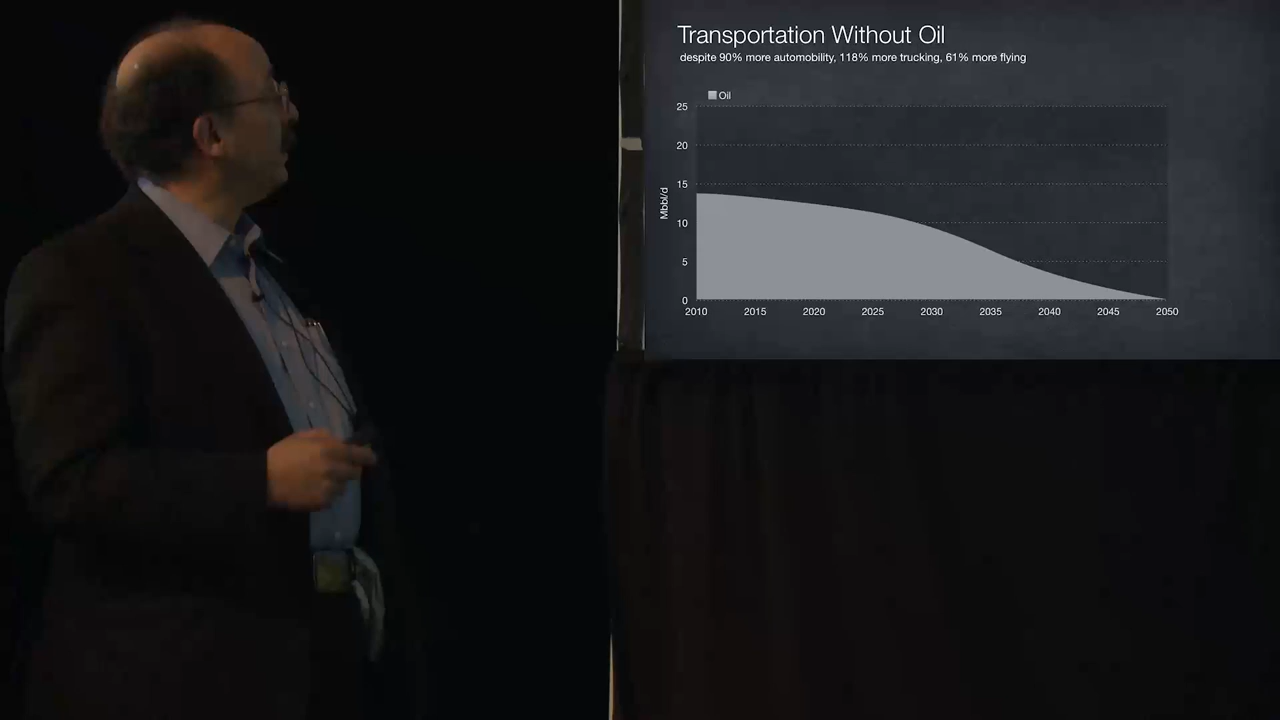 Transportation Without Oil
despite 90% more automobility, 118% more trucking, 61% more flying
Oil
25
20
15
10
5
0
Mbbl/d
2010 2015 2020 2025 2030 2035 2040 2045 2050